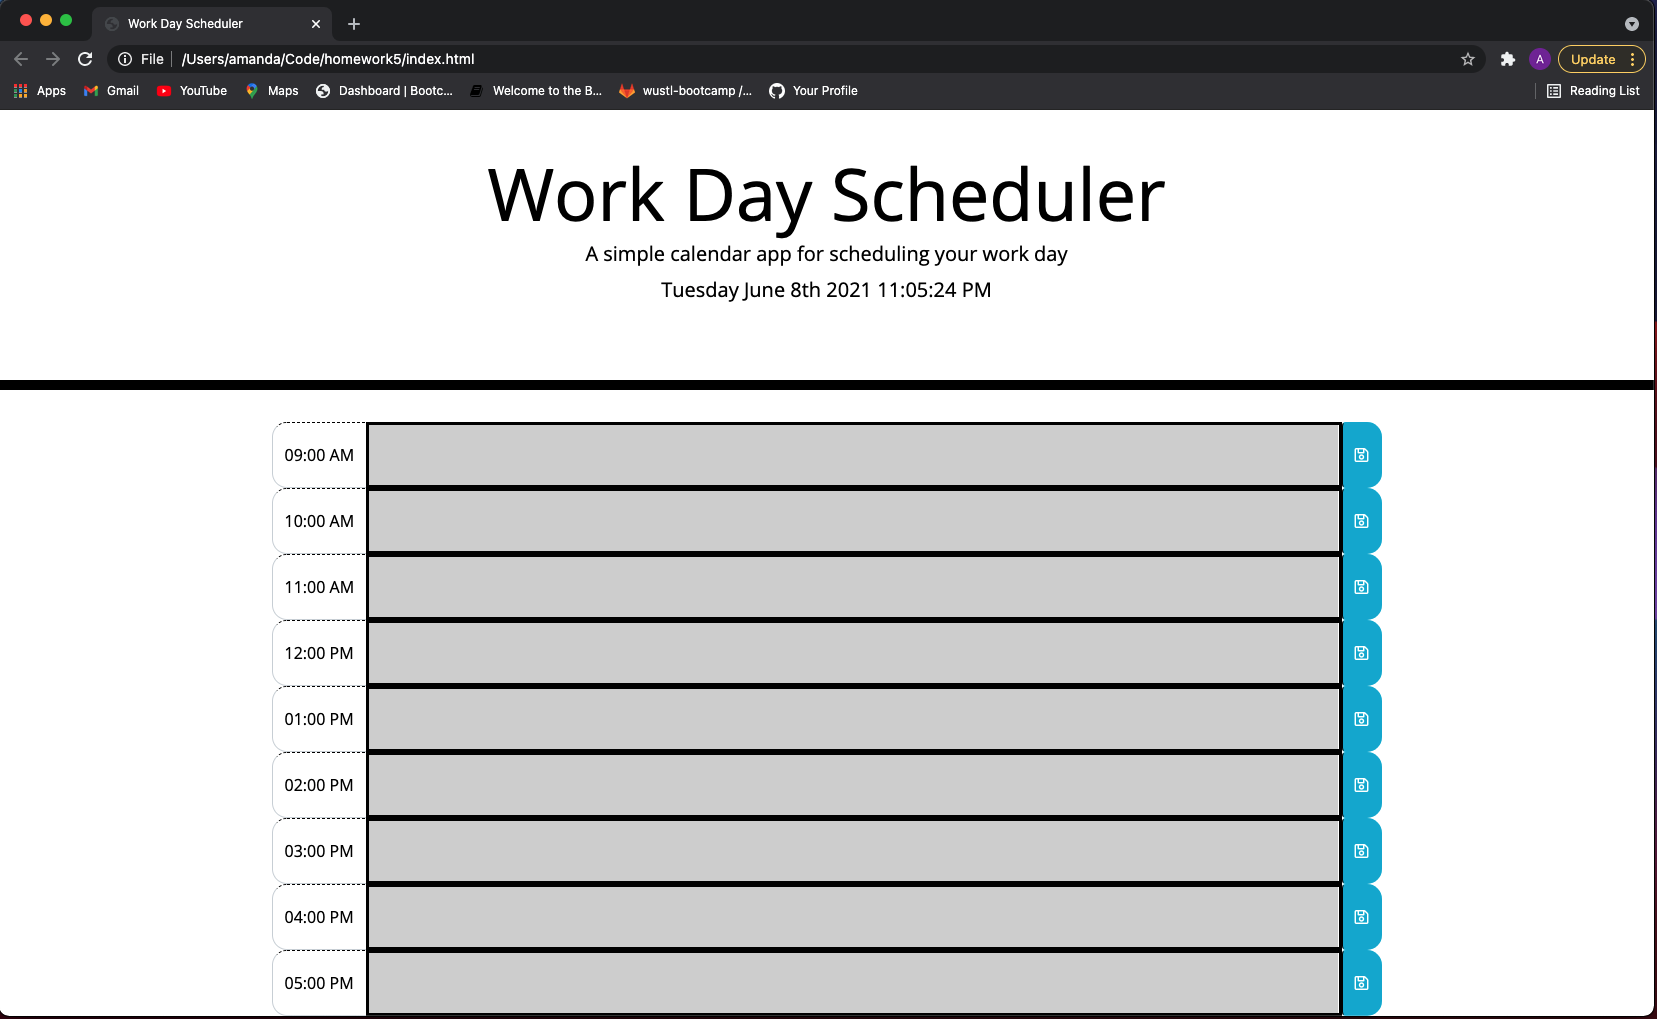 Work Day Scheduler
File /Users/amanda/Code/homework5/index.html A Update
Apps Gmail YouTube Maps Dashboard | Bootc... Welcome to the B... wustl-bootcamp /... Your Profile Reading List
Work Day Scheduler
A simple calendar app for scheduling your work day
Tuesday June 8th 2021 11:05:24 PM
09:00 AM
10:00 AM
11:00 AM
12:00 PM
01:00 PM
02:00 PM
03:00 PM
04:00 PM
05:00 PM